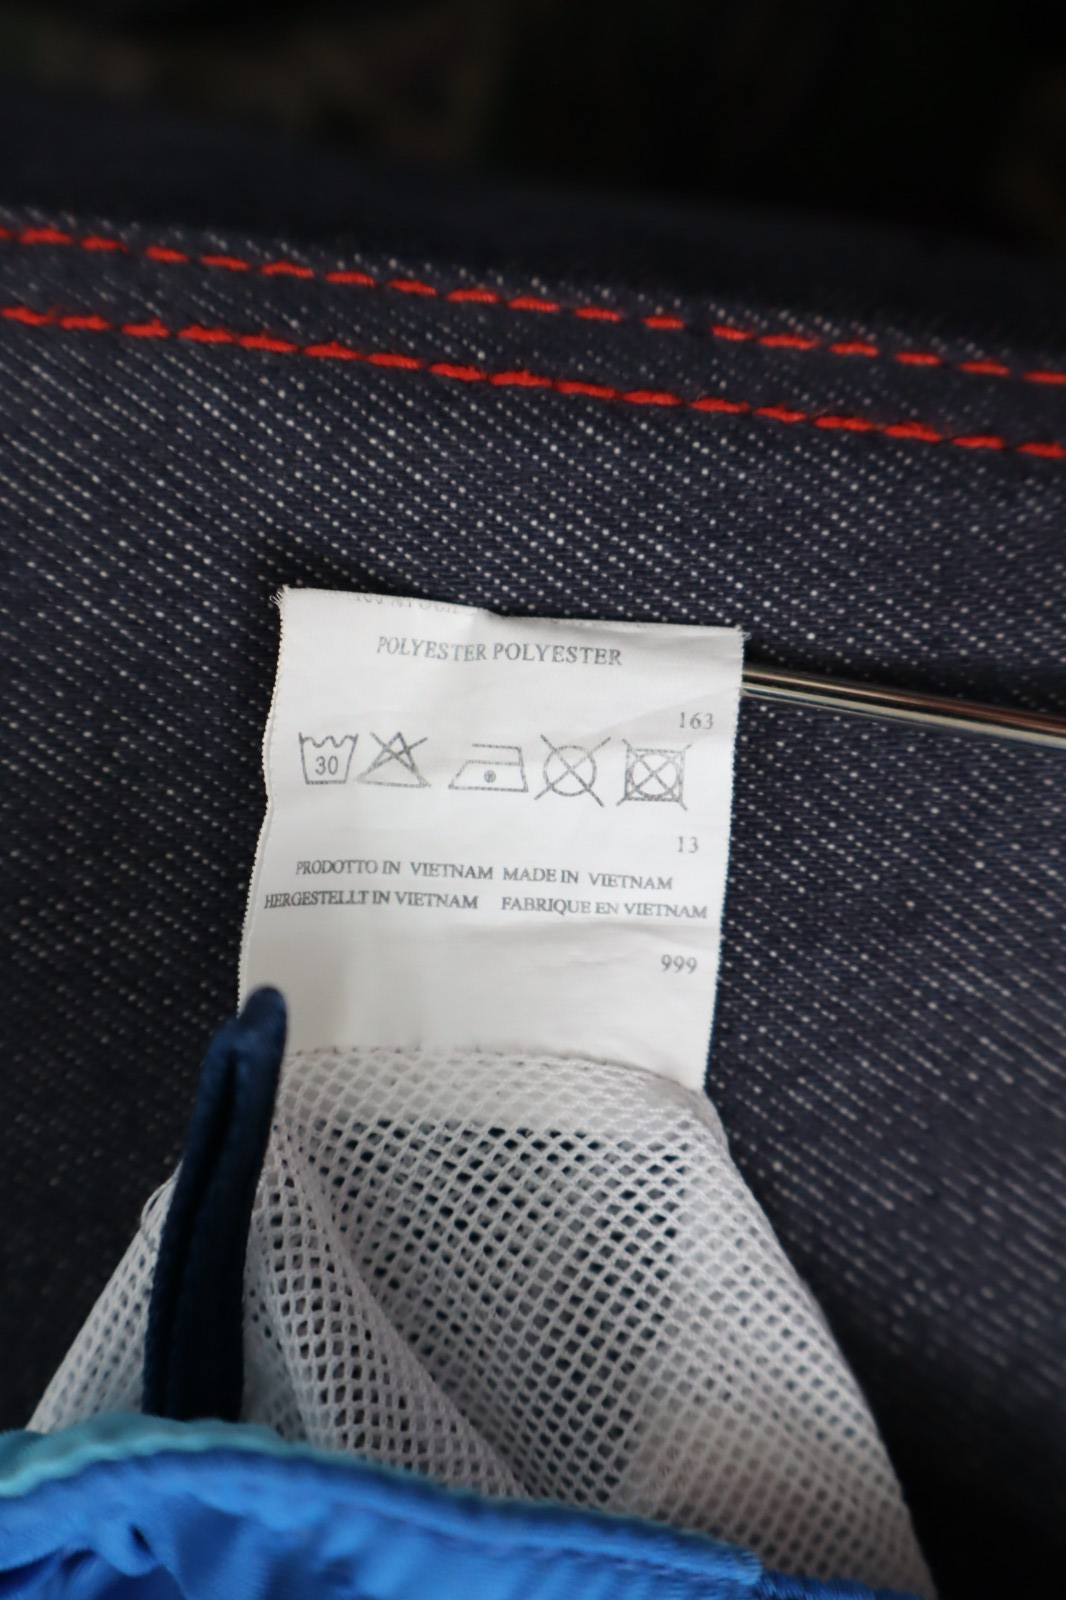 POLYESTER POLYESTER
163
30
13
PRODOTTO IN VIETNAM MADE IN VIETNAM
HERGESTELLT IN VIETNAM FABRIQUE EN VIETNAM
999